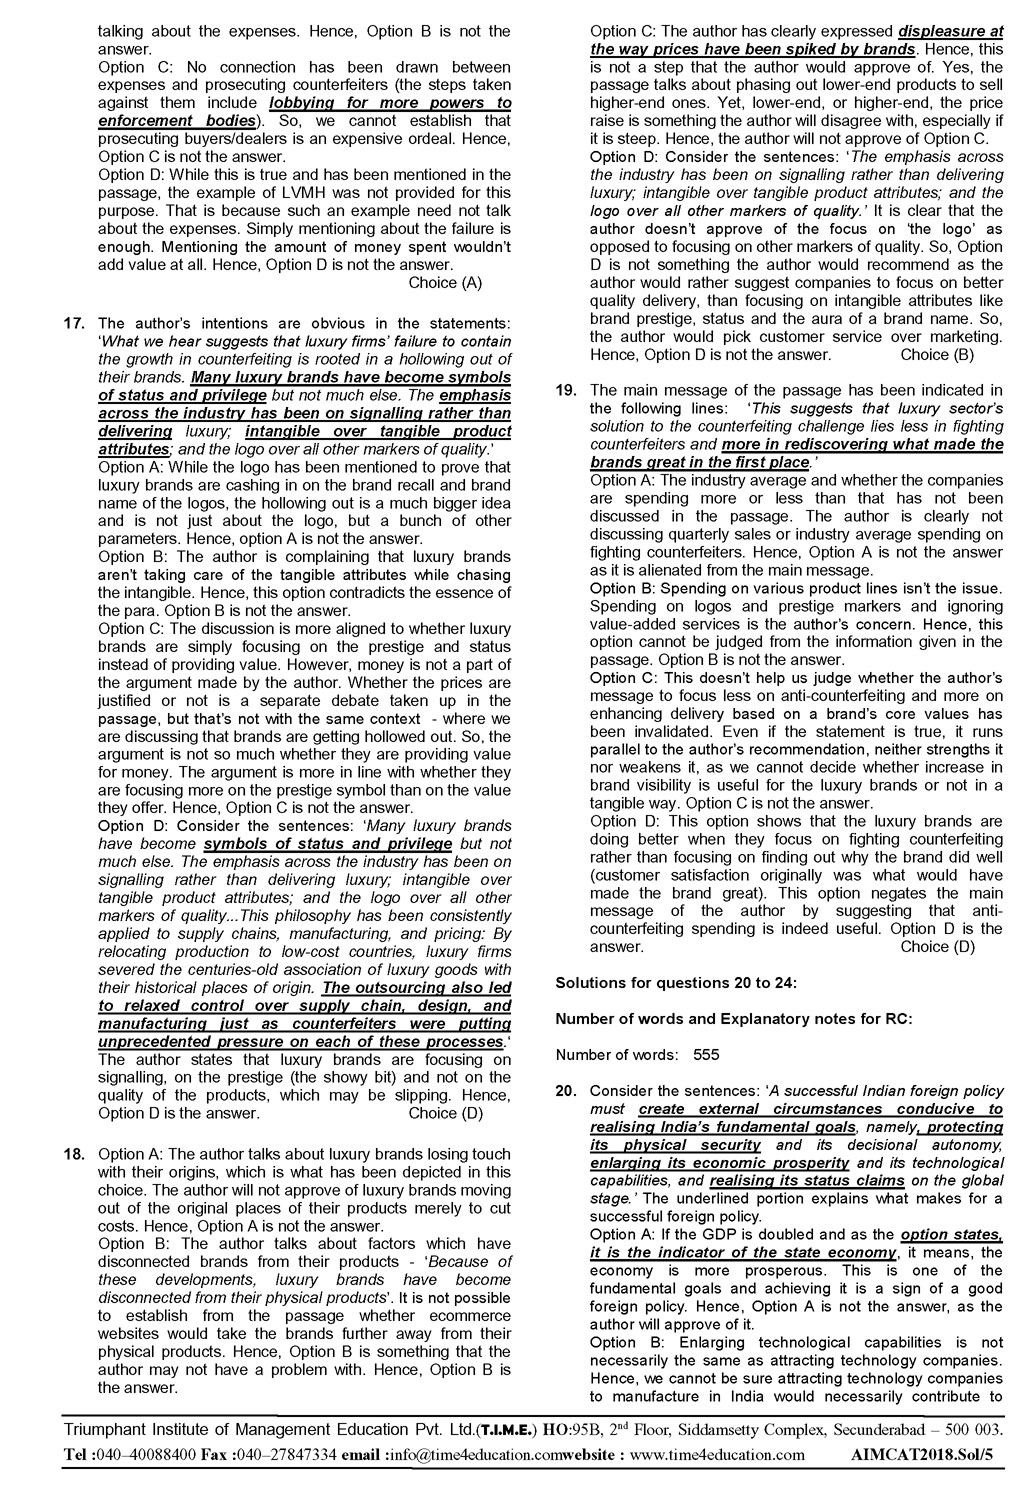 talking about the expenses. Hence, Option B is not the
answer.
Option C: No connection has been drawn between
expenses and prosecuting counterfeiters (the steps taken
against them include lobbying for more powers to
enforcement bodies). So, we cannot establish that
prosecuting buyers/dealers is an expensive ordeal. Hence,
Option C is not the answer.
Option D: While this is true and has been mentioned in the
passage, the example of LVMH was not provided for this
purpose. That is because such an example need not talk
about the expenses. Simply mentioning about the failure is
enough. Mentioning the amount of money spent wouldn't
add value at all. Hence, Option D is not the answer.
Choice (A)
17. The author's intentions are obvious in the statements:
'What we hear suggests that luxury firms' failure to contain
the growth in counterfeiting is rooted in a hollowing out of
their brands. Many luxury brands have become symbols
of status and privilege but not much else. The emphasis
across the industry has been on signalling rather than
delivering luxury; intangible over tangible product
attributes; and the logo over all other markers of quality.'
Option A: While the logo has been mentioned to prove that
luxury brands are cashing in on the brand recall and brand
name of the logos, the hollowing out is a much bigger idea
and is not just about the logo, but a bunch of other
parameters. Hence, option A is not the answer.
Option B: The author is complaining that luxury brands
aren't taking care of the tangible attributes while chasing
the intangible. Hence, this option contradicts the essence of
the para. Option B is not the answer.
Option C: The discussion is more aligned to whether luxury
brands are simply focusing on the prestige and status
instead of providing value. However, money is not a part of
the argument made by the author. Whether the prices are
justified or not is a separate debate taken up in the
passage, but that's not with the same context - where we
are discussing that brands are getting hollowed out. So, the
argument is not so much whether they are providing value
for money. The argument is more in line with whether they
are focusing more on the prestige symbol than on the value
they offer. Hence, Option C is not the answer.
Option D: Consider the sentences: 'Many luxury brands
have become symbols of status and privilege but not
much else. The emphasis across the industry has been on
signalling rather than delivering luxury; intangible over
tangible product attributes; and the logo over all other
markers of quality...This philosophy has been consistently
applied to supply chains, manufacturing, and pricing: By
relocating production to low-cost countries, luxury firms
severed the centuries-old association of luxury goods with
their historical places of origin. The outsourcing also led
to relaxed control over supply chain, design, and
manufacturing just as counterfeiters were putting
unprecedented pressure on each of these processes.'
The author states that luxury brands are focusing on
signalling, on the prestige (the showy bit) and not on the
quality of the products, which may be slipping. Hence,
Option D is the answer. Choice (D)
18. Option A: The author talks about luxury brands losing touch
with their origins, which is what has been depicted in this
choice. The author will not approve of luxury brands moving
out of the original places of their products merely to cut
costs. Hence, Option A is not the answer.
Option B: The author talks about factors which have
disconnected brands from their products - 'Because of
these developments, luxury brands have become
disconnected from their physical products'. It is not possible
to establish from the passage whether ecommerce
websites would take the brands further away from their
physical products. Hence, Option B is something that the
author may not have a problem with. Hence, Option B is
the answer.
Option C: The author has clearly expressed displeasure at
the way prices have been spiked by brands. Hence, this
is not a step that the author would approve of. Yes, the
passage talks about phasing out lower-end products to sell
higher-end ones. Yet, lower-end, or higher-end, the price
raise is something the author will disagree with, especially if
it is steep. Hence, the author will not approve of Option C.
Option D: Consider the sentences: 'The emphasis across
the industry has been on signalling rather than delivering
luxury; intangible over tangible product attributes; and the
logo over all other markers of quality.' It is clear that the
author doesn't approve of the focus on 'the logo' as
opposed to focusing on other markers of quality. So, Option
D is not something the author would recommend as the
author would rather suggest companies to focus on better
quality delivery, than focusing on intangible attributes like
brand prestige, status and the aura of a brand name. So,
the author would pick customer service over marketing.
Hence, Option D is not the answer. Choice (B)
19. The main message of the passage has been indicated in
the following lines: 'This suggests that luxury sector's
solution to the counterfeiting challenge lies less in fighting
counterfeiters and more in rediscovering what made the
brands great in the first place.'
Option A: The industry average and whether the companies
are spending more or less than that has not been
discussed in the passage. The author is clearly not
discussing quarterly sales or industry average spending on
fighting counterfeiters. Hence, Option A is not the answer
as it is alienated from the main message.
Option B: Spending on various product lines isn't the issue.
Spending on logos and prestige markers and ignoring
value-added services is the author's concern. Hence, this
option cannot be judged from the information given in the
passage. Option B is not the answer.
Option C: This doesn't help us judge whether the author's
message to focus less on anti-counterfeiting and more on
enhancing delivery based on a brand's core values has
been invalidated. Even if the statement is true, it runs
parallel to the author's recommendation, neither strengthens it
nor weakens it, as we cannot decide whether increase in
brand visibility is useful for the luxury brands or not in a
tangible way. Option C is not the answer.
Option D: This option shows that the luxury brands are
doing better when they focus on fighting counterfeiting
rather than focusing on finding out why the brand did well
(customer satisfaction originally was what would have
made the brand great). This option negates the main
message of the author by suggesting that anti-
counterfeiting spending is indeed useful. Option D is the
answer. Choice (D)
Solutions for questions 20 to 24:
Number of words and Explanatory notes for RC:
Number of words: 555
20. Consider the sentences: 'A successful Indian foreign policy
must create external circumstances conducive to
realising India's fundamental goals, namely, protecting
its physical security and its decisional autonomy,
enlarging its economic prosperity and its technological
capabilities, and realising its status claims on the global
stage.' The underlined portion explains what makes for a
successful foreign policy.
Option A: If the GDP is doubled and as the option states,
it is the indicator of the state economy, it means, the
economy is more prosperous. This is one of the
fundamental goals and achieving it is a sign of a good
foreign policy. Hence, Option A is not the answer, as the
author will approve of it.
Option B: Enlarging technological capabilities is not
necessarily the same as attracting technology companies.
Hence, we cannot be sure attracting technology companies
to manufacture in India would necessarily contribute to
Triumphant Institute of Management Education Pvt. Ltd.(T.I.M.E.) HO:95B, 2nd Floor, Siddamsetty Complex, Secunderabad – 500 003.
Tel :040–40088400 Fax :040–27847334 email :info@time4education.comwebsite : www.time4education.com AIMCAT2018.Sol/5